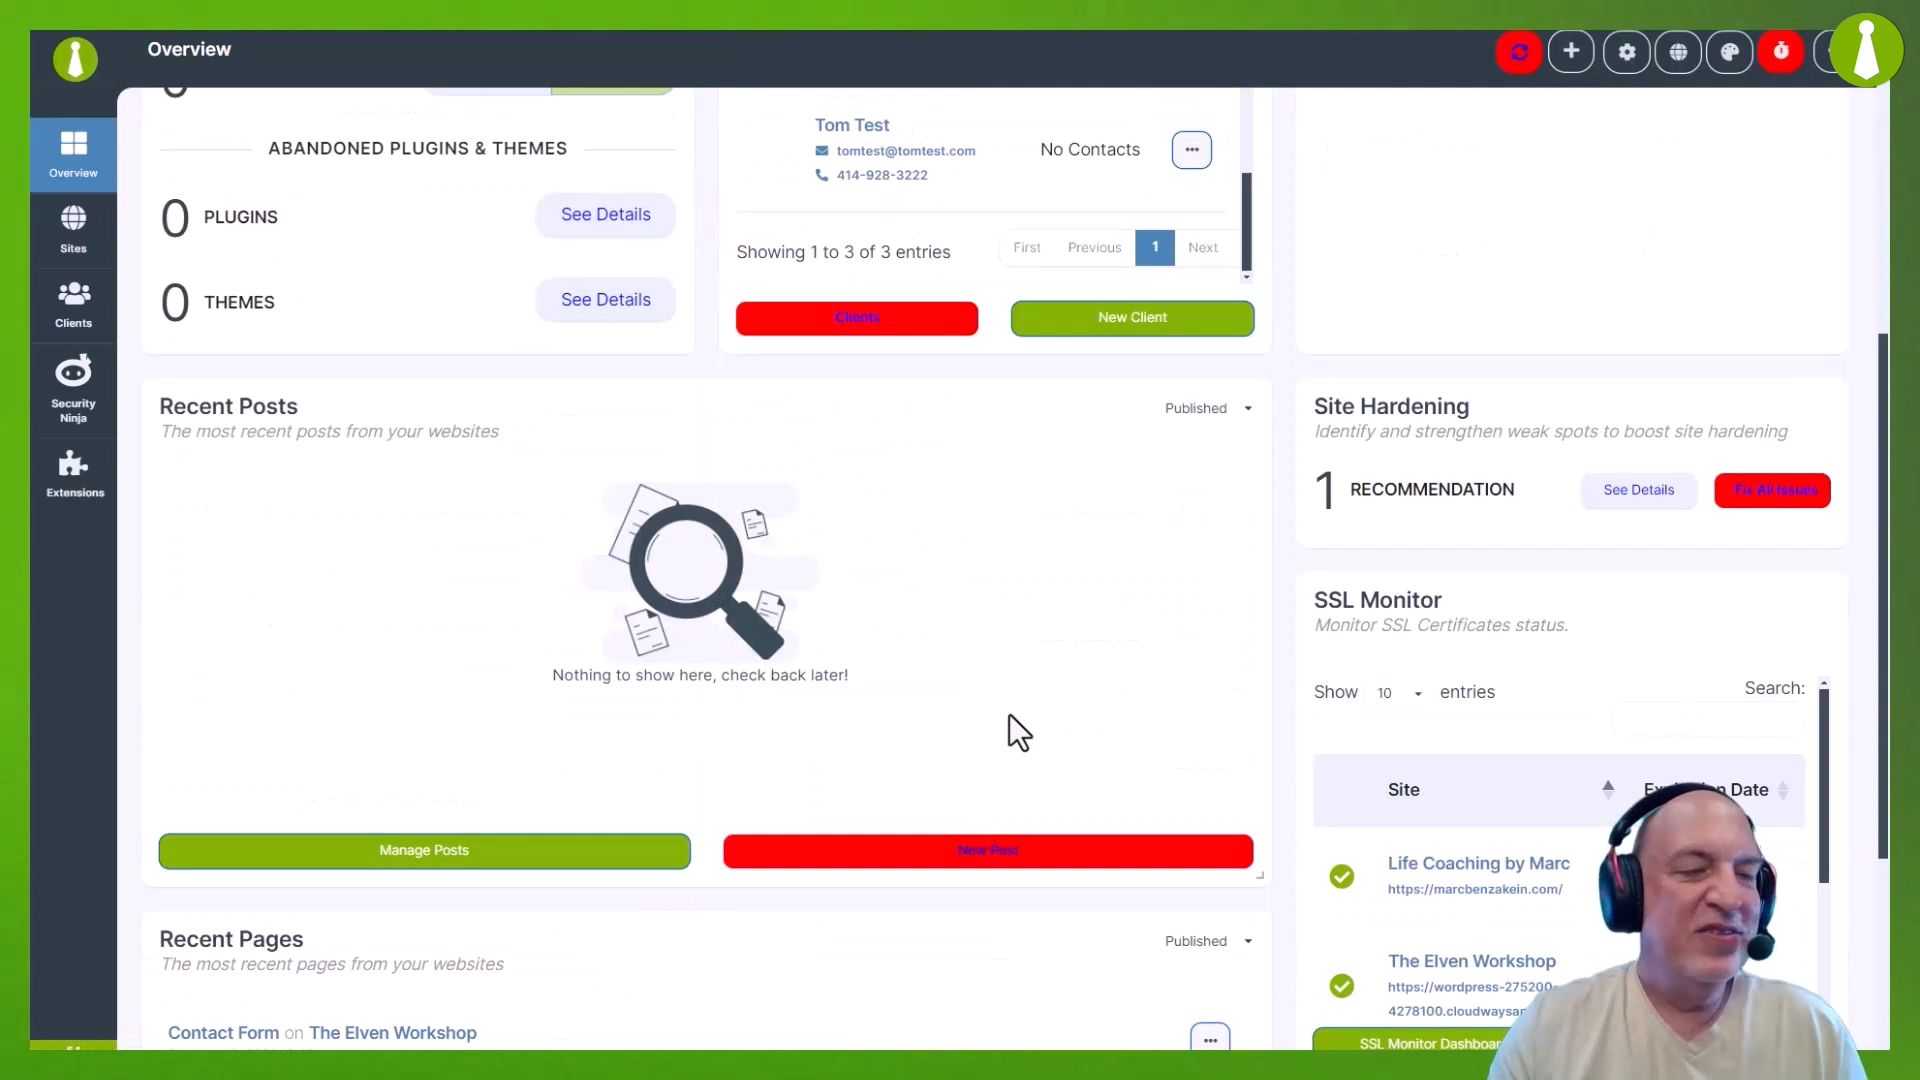 Overview
Overview
Sites
Clients
Security
Ninja
Extensions
ABANDONED PLUGINS & THEMES
0 PLUGINS See Details
0 THEMES See Details
Tom Test
tomtest@tomtest.com
414-928-3222
No Contacts
Showing 1 to 3 of 3 entries
First Previous 1 Next
Clients
New Client
Recent Posts
The most recent posts from your websites
Published
Nothing to show here, check back later!
Manage Posts
New Post
Site Hardening
Identify and strengthen weak spots to boost site hardening
1 RECOMMENDATION See Details Fix All Issues
SSL Monitor
Monitor SSL Certificates status.
Show 10 entries
Search:
Site
Date
Life Coaching by Marc
https://marcbenzakein.com/
The Elven Workshop
https://wordpress-275200-
4278100.cloudwaysa
SSL Monitor Dashboar
Recent Pages
The most recent pages from your websites
Published
Contact Form on The Elven Workshop